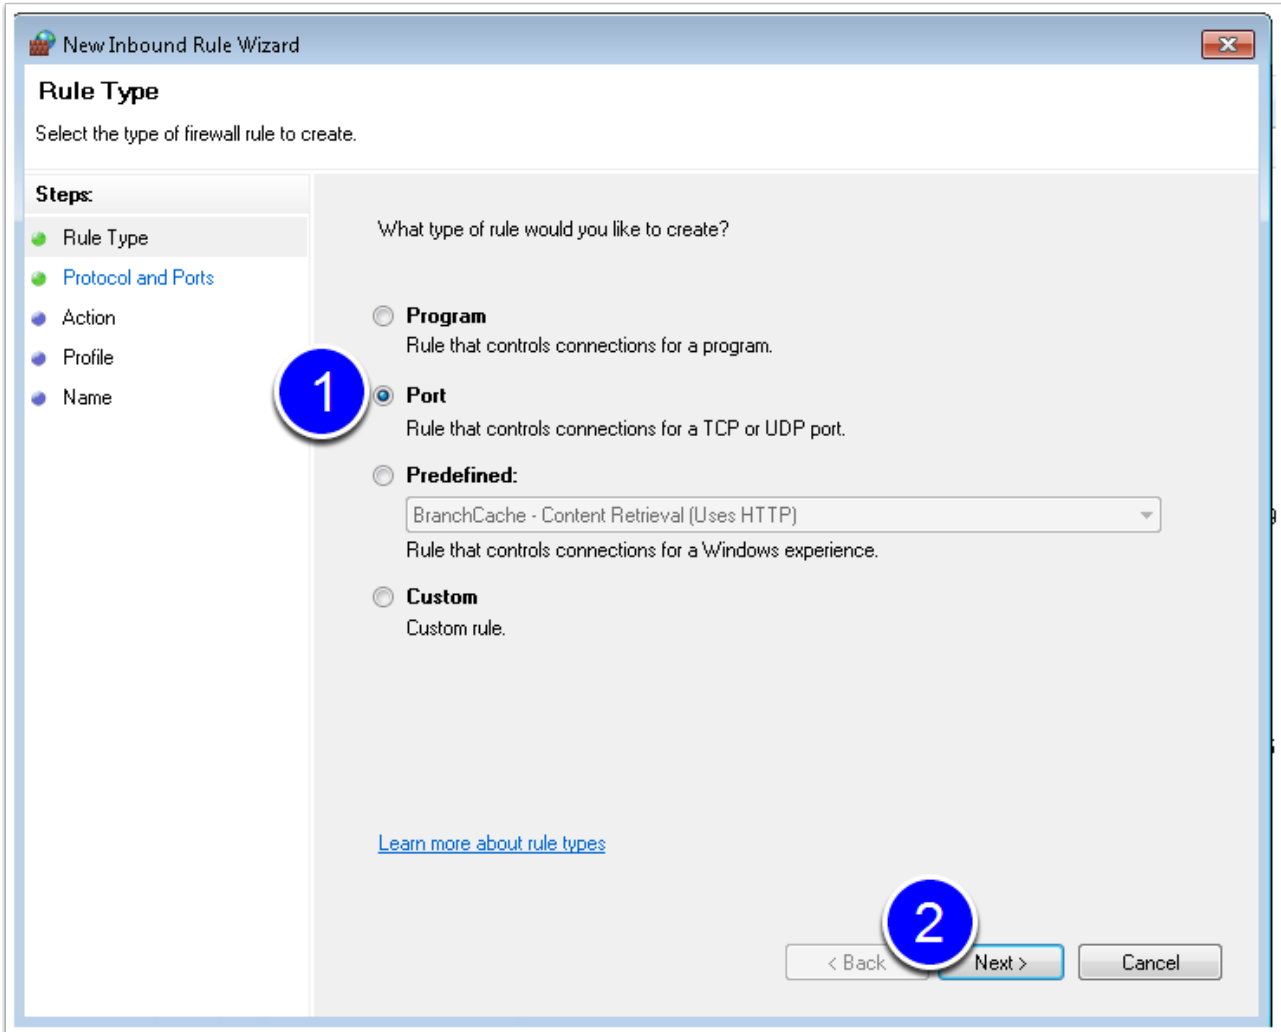 New Inbound Rule Wizard
Rule Type
Select the type of firewall rule to create.
Steps:
Rule Type
Protocol and Ports
Action
Profile
Name
What type of rule would you like to create?
Program
Rule that controls connections for a program.
1
Port
Rule that controls connections for a TCP or UDP port.
Predefined:
BranchCache - Content Retrieval (Uses HTTP)
Rule that controls connections for a Windows experience.
Custom
Custom rule.
Learn more about rule types
2
< Back
Next >
Cancel